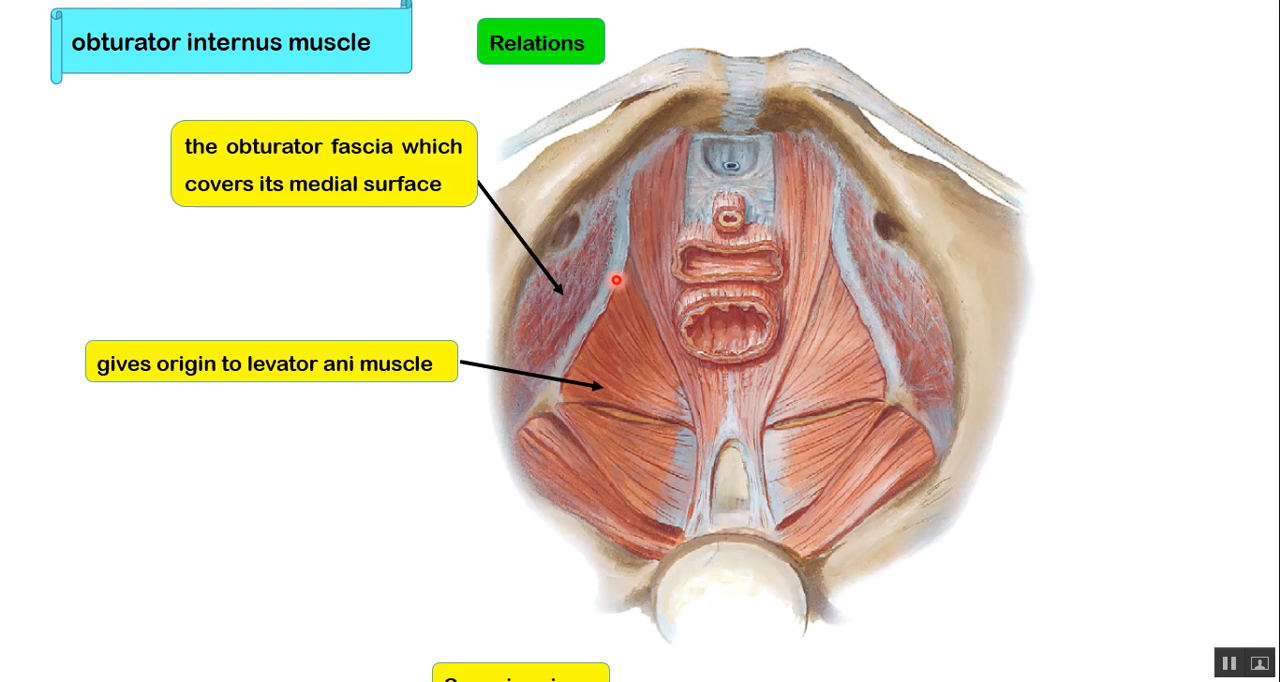 obturator internus muscle
Relations
the obturator fascia which
covers its medial surface
gives origin to levator ani muscle